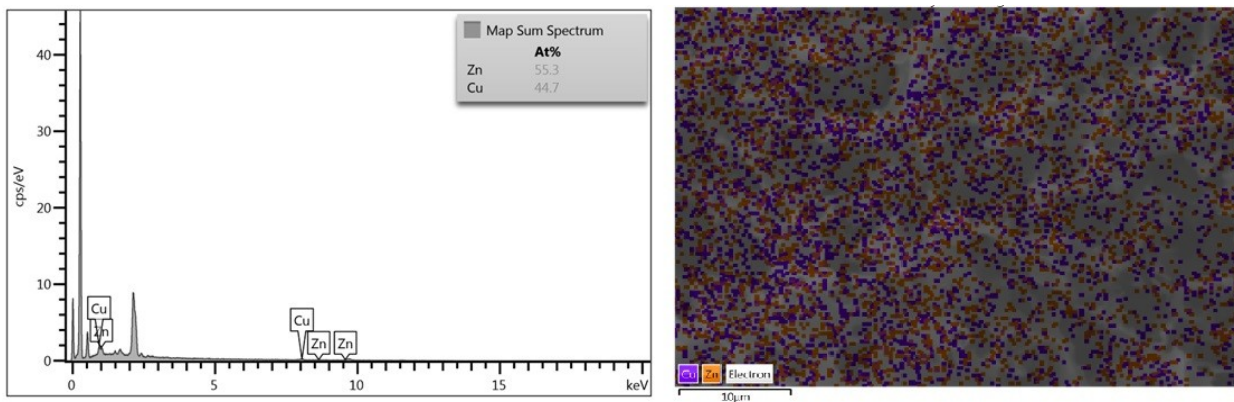 Map Sum Spectrum
At%
Zn 55.3
Cu 44.7
cps/eV
40
30
20
10
0
Cu
Zn
Cu
Zn
Zn
0 5 10 15 keV
Cu Zn Electron
10µm